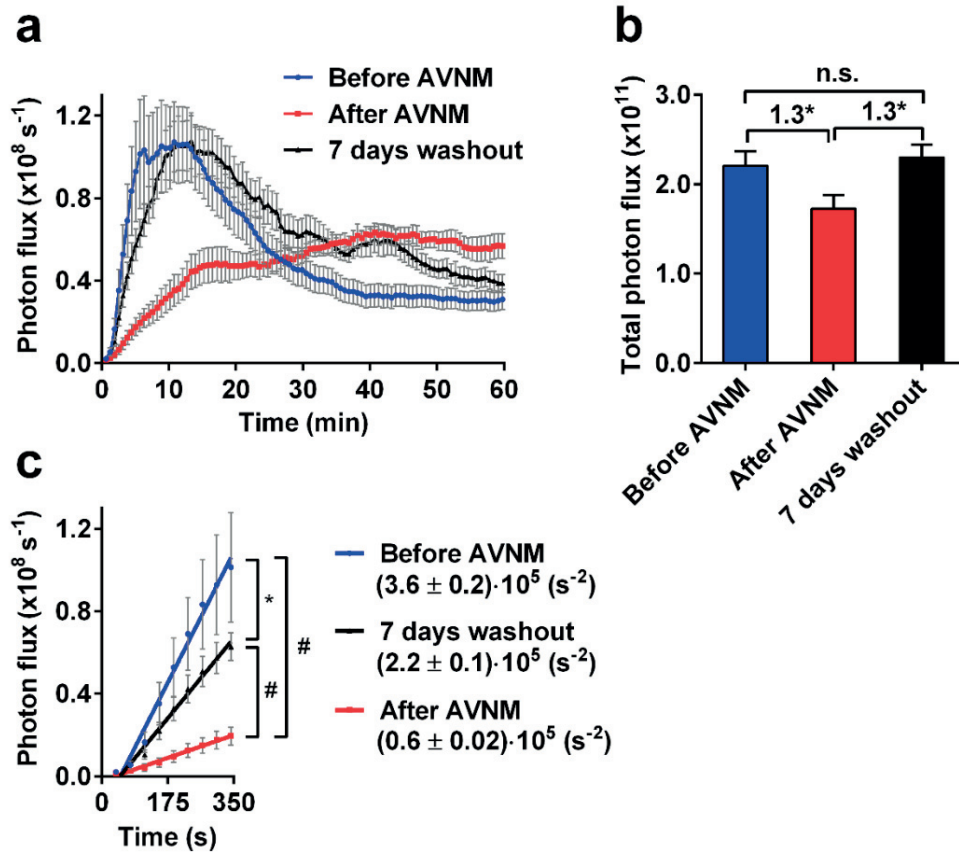 a
Before AVNM
After AVNM
7 days washout
Photon flux (x10⁸ s⁻¹)
1.2
0.8
0.4
0.0
0 10 20 30 40 50 60
Time (min)
b
n.s.
1.3* 1.3*
Total photon flux (x10¹¹)
3.0
2.0
1.0
0.0
Before AVNM
After AVNM
7 days washout
c
Photon flux (x10⁸ s⁻¹)
1.2
0.8
0.4
0.0
0 175 350
Time (s)
*
#
#
Before AVNM
(3.6 ± 0.2)·10⁵ (s⁻²)
7 days washout
(2.2 ± 0.1)·10⁵ (s⁻²)
After AVNM
(0.6 ± 0.02)·10⁵ (s⁻²)